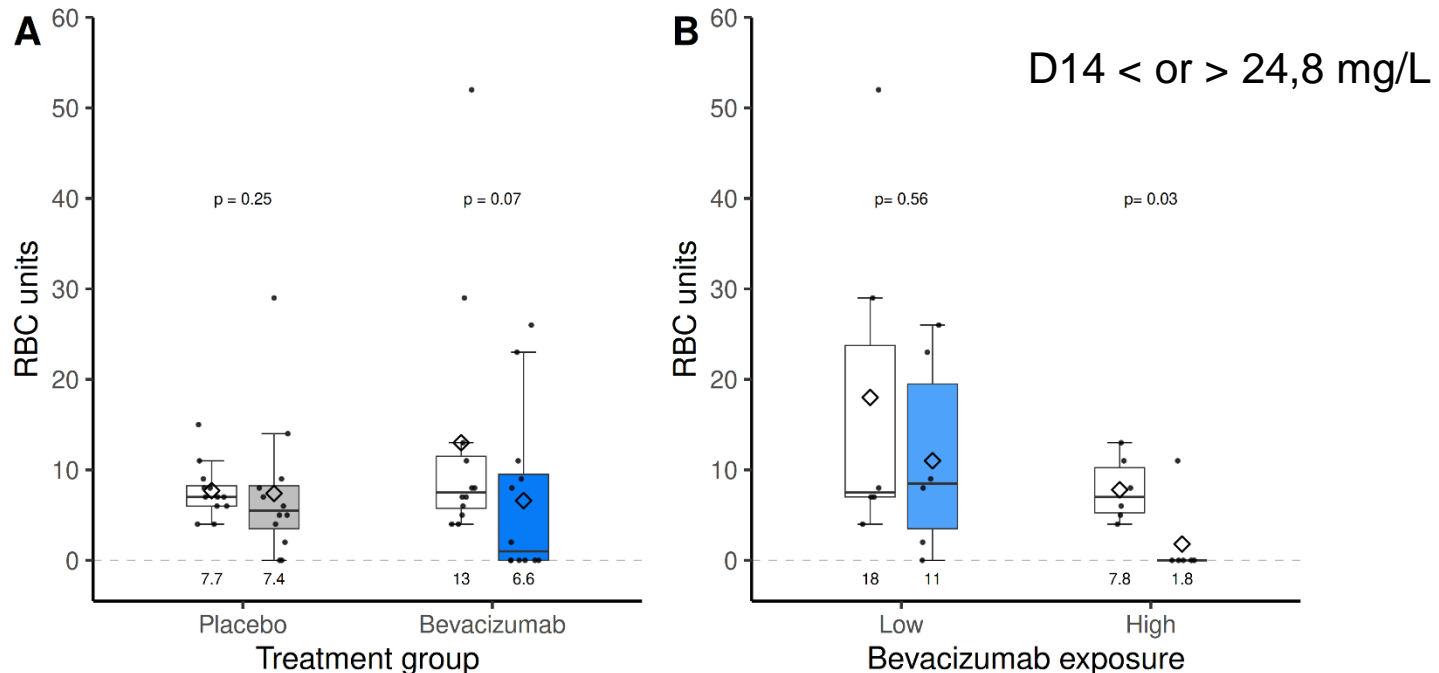 A
RBC units
60
50
40
30
20
10
0
p = 0.25
p = 0.07
7.7
7.4
13
6.6
Placebo
Bevacizumab
Treatment group
B
D14 < or > 24,8 mg/L
RBC units
60
50
40
30
20
10
0
p= 0.56
p= 0.03
18
11
7.8
1.8
Low
High
Bevacizumab exposure